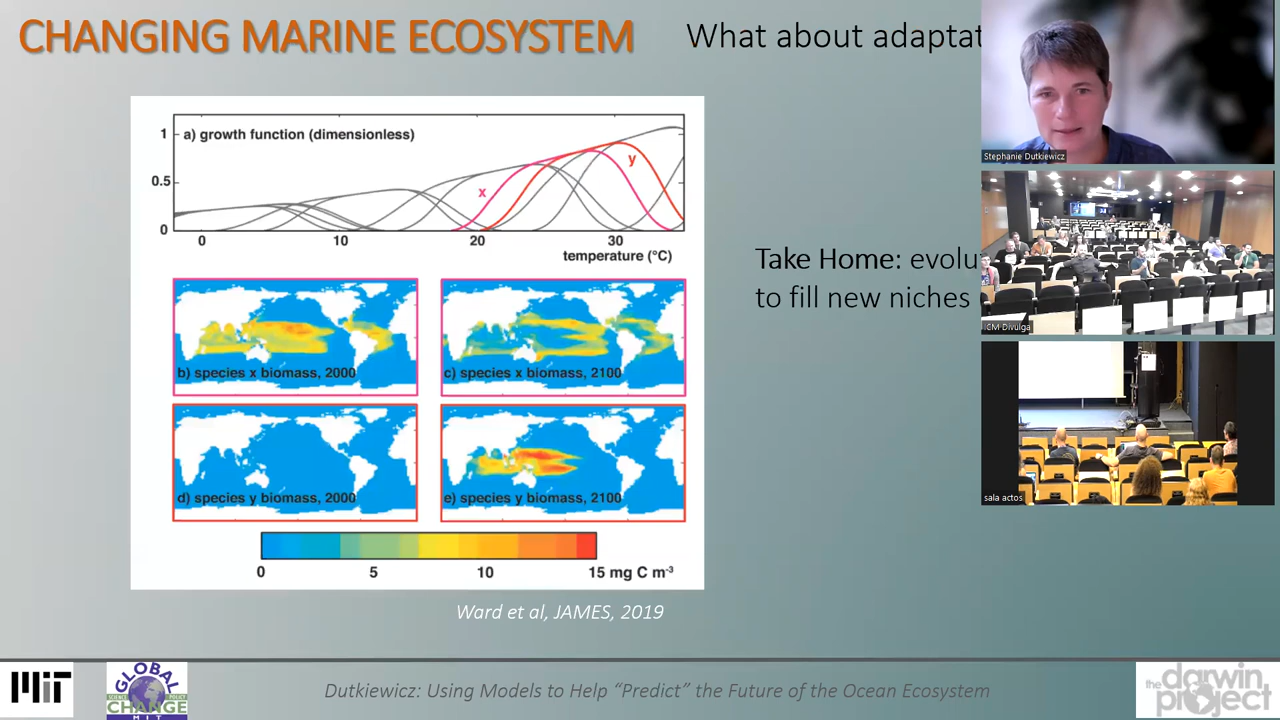 CHANGING MARINE ECOSYSTEM
What about adaptat
Stephanie Dutkiewicz
1
a) growth function (dimensionless)
0.5
x
y
0
0
10
20
30
temperature (°C)
Take Home: evolu
to fill new niches
ICM Divulga
b) species x biomass, 2000
c) species x biomass, 2100
d) species y biomass, 2000
e) species y biomass, 2100
sala actos
0
5
10
15 mg C m⁻³
Ward et al, JAMES, 2019
MIT
GLOBAL
SCIENCE POLICY
CHANGE
MIT
Dutkiewicz: Using Models to Help “Predict” the Future of the Ocean Ecosystem
the darwin
project